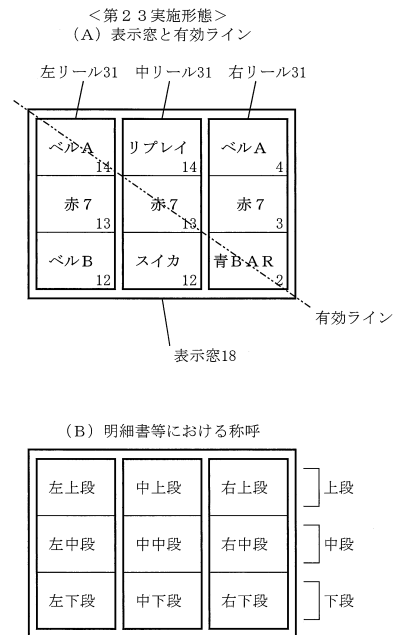 ＜第２３実施形態＞
（Ａ）表示窓と有効ライン
左リール31　中リール31　右リール31
ベルＡ　リプレイ　ベルＡ
14　14　4
赤７　赤７　赤７
13　13　3
ベルＢ　スイカ　青ＢＡＲ
12　12　2
有効ライン
表示窓18
（Ｂ）明細書等における称呼
左上段　中上段　右上段　上段
左中段　中中段　右中段　中段
左下段　中下段　右下段　下段